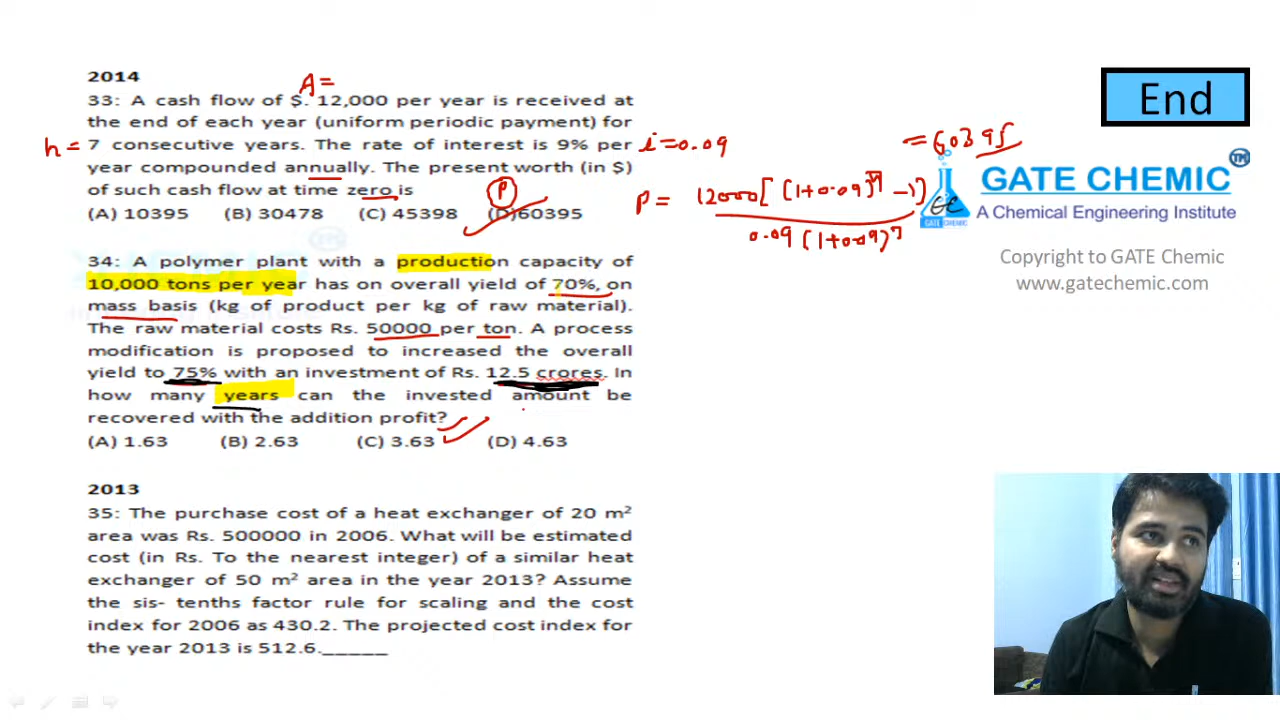 End
2014
A=
33: A cash flow of $. 12,000 per year is received at
the end of each year (uniform periodic payment) for
n = 7 consecutive years. The rate of interest is 9% per
year compounded annually. The present worth (in $)
of such cash flow at time zero is
P
(A) 10395 (B) 30478 (C) 45398 (D)60395
i=0.09
=60395
P = 12000[(1+0.09)^7 -1]
0.09 (1+0.09)^7
TM
GATE CHEMIC
A Chemical Engineering Institute
Copyright to GATE Chemic
www.gatechemic.com
34: A polymer plant with a production capacity of
10,000 tons per year has on overall yield of 70%, on
mass basis (kg of product per kg of raw material).
The raw material costs Rs. 50000 per ton. A process
modification is proposed to increased the overall
yield to 75% with an investment of Rs. 12.5 crores. In
how many years can the invested amount be
recovered with the addition profit?
(A) 1.63 (B) 2.63 (C) 3.63 (D) 4.63
2013
35: The purchase cost of a heat exchanger of 20 m²
area was Rs. 500000 in 2006. What will be estimated
cost (in Rs. To the nearest integer) of a similar heat
exchanger of 50 m² area in the year 2013? Assume
the sis- tenths factor rule for scaling and the cost
index for 2006 as 430.2. The projected cost index for
the year 2013 is 512.6._____